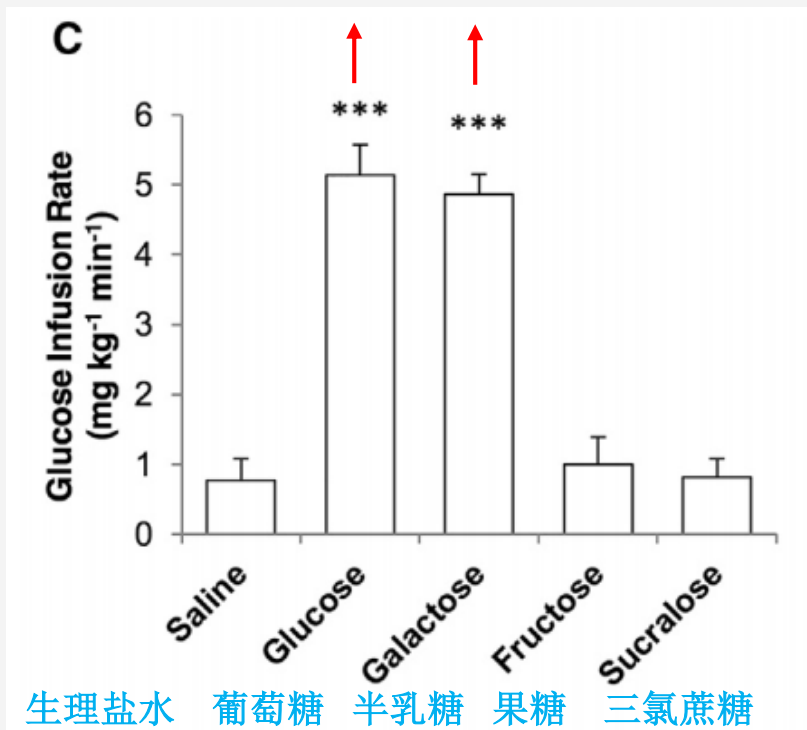 C
*** ***
Glucose Infusion Rate
(mg kg⁻¹ min⁻¹)
6
5
4
3
2
1
0
Saline Glucose Galactose Fructose Sucralose
生理盐水 葡萄糖 半乳糖 果糖 三氯蔗糖